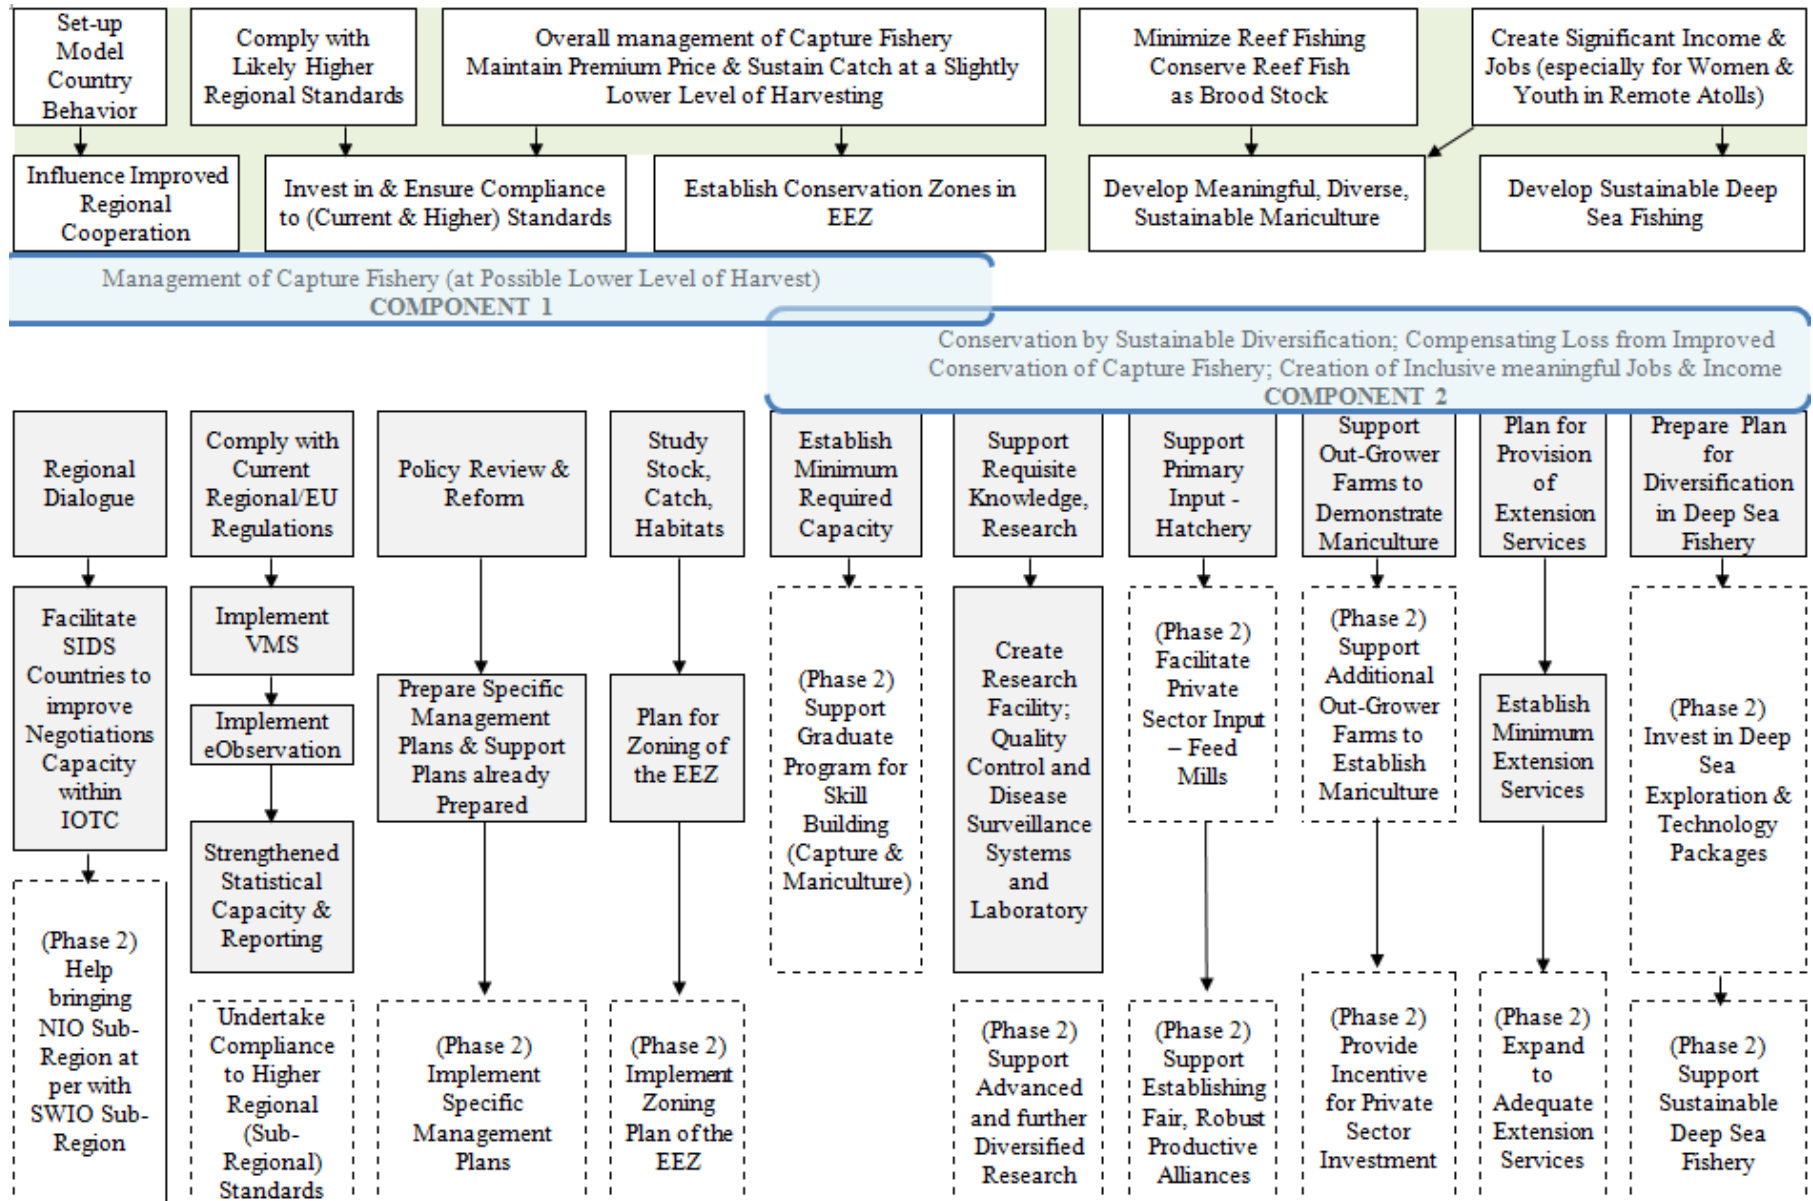 Set-up
Model
Country
Behavior
Comply with
Likely Higher
Regional Standards
Overall management of Capture Fishery
Maintain Premium Price & Sustain Catch at a Slightly
Lower Level of Harvesting
Minimize Reef Fishing
Conserve Reef Fish
as Brood Stock
Create Significant Income &
Jobs (especially for Women &
Youth in Remote Atolls)
Influence Improved
Regional
Cooperation
Invest in & Ensure Compliance
to (Current & Higher) Standards
Establish Conservation Zones in
EEZ
Develop Meaningful, Diverse,
Sustainable Mariculture
Develop Sustainable Deep
Sea Fishing
Management of Capture Fishery (at Possible Lower Level of Harvest)
COMPONENT 1
Conservation by Sustainable Diversification; Compensating Loss from Improved
Conservation of Capture Fishery; Creation of Inclusive meaningful Jobs & Income
COMPONENT 2
Regional
Dialogue
Comply with
Current
Regional/EU
Regulations
Policy Review &
Reform
Study
Stock,
Catch,
Habitats
Establish
Minimum
Required
Capacity
Support
Requisite
Knowledge,
Research
Support
Primary
Input -
Hatchery
Support
Out-Grower
Farms to
Demonstrate
Mariculture
Plan for
Provision
of
Extension
Services
Prepare Plan
for
Diversification
in Deep Sea
Fishery
Facilitate
SIDS
Countries to
improve
Negotiations
Capacity
within
IOTC
Implement
VMS
Implement
eObservation
Strengthened
Statistical
Capacity &
Reporting
Prepare Specific
Management
Plans & Support
Plans already
Prepared
Plan for
Zoning of
the EEZ
(Phase 2)
Support
Graduate
Program for
Skill
Building
(Capture &
Mariculture)
Create
Research
Facility;
Quality
Control and
Disease
Surveillance
Systems
and
Laboratory
(Phase 2)
Facilitate
Private
Sector Input
– Feed
Mills
(Phase 2)
Support
Additional
Out-Grower
Farms to
Establish
Mariculture
Establish
Minimum
Extension
Services
(Phase 2)
Invest in Deep
Sea
Exploration &
Technology
Packages
(Phase 2)
Help
bringing
NIO Sub-
Region at
per with
SWIO Sub-
Region
Undertake
Compliance
to Higher
Regional
(Sub-
Regional)
Standards
(Phase 2)
Implement
Specific
Management
Plans
(Phase 2)
Implement
Zoning
Plan of the
EEZ
(Phase 2)
Support
Advanced
and further
Diversified
Research
(Phase 2)
Support
Establishing
Fair, Robust
Productive
Alliances
(Phase 2)
Provide
Incentive
for Private
Sector
Investment
(Phase 2)
Expand
to
Adequate
Extension
Services
(Phase 2)
Support
Sustainable
Deep Sea
Fishery